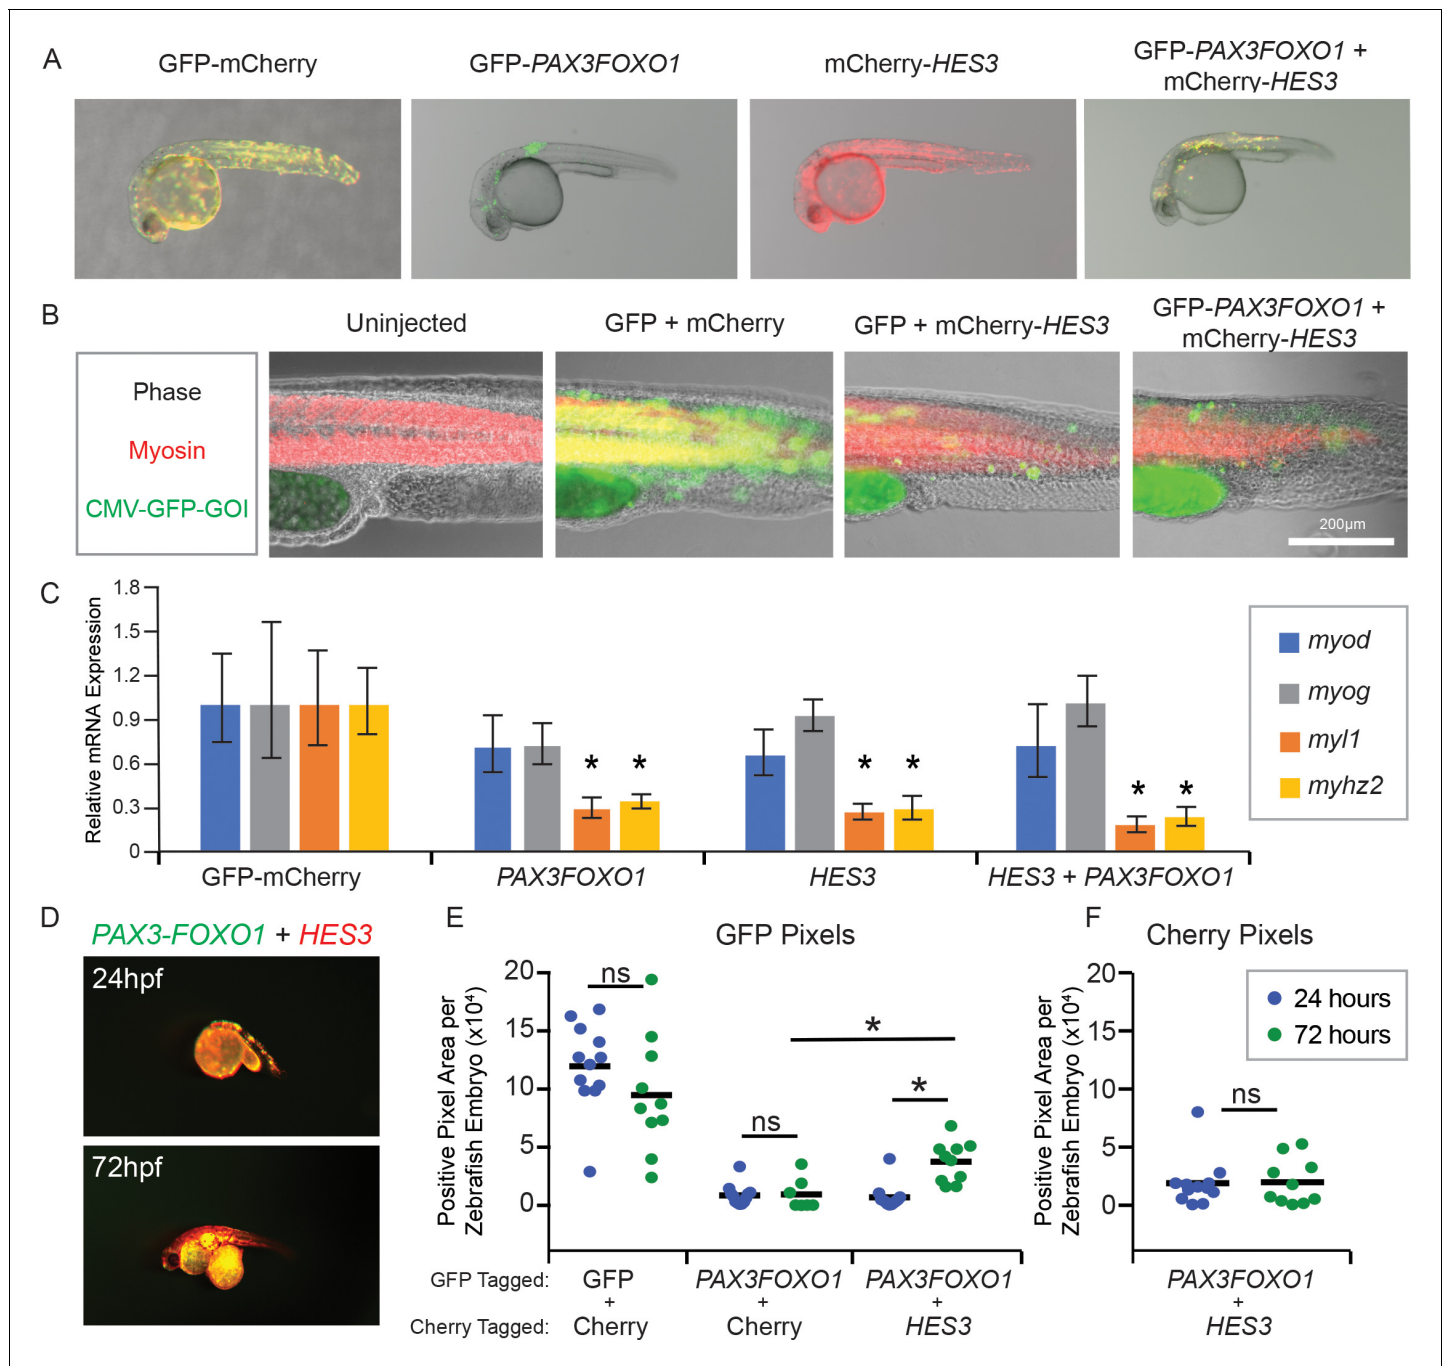 A
GFP-mCherry
GFP-PAX3FOXO1
mCherry-HES3
GFP-PAX3FOXO1 +
mCherry-HES3
B
Uninjected
GFP + mCherry
GFP + mCherry-HES3
GFP-PAX3FOXO1 +
mCherry-HES3
Phase
Myosin
CMV-GFP-GOI
200µm
C
Relative mRNA Expression
1.8
1.5
1.2
0.9
0.6
0.3
0
* *
* *
* *
GFP-mCherry
PAX3FOXO1
HES3
HES3 + PAX3FOXO1
myod
myog
myl1
myhz2
D
PAX3-FOXO1 + HES3
24hpf
72hpf
E
GFP Pixels
Positive Pixel Area per
Zebrafish Embryo (x10⁴)
20
15
10
5
0
ns
ns
*
*
GFP Tagged:
GFP
+
Cherry
PAX3FOXO1
+
Cherry
PAX3FOXO1
+
HES3
Cherry Tagged:
F
Cherry Pixels
Positive Pixel Area per
Zebrafish Embryo (x10⁴)
20
15
10
5
0
24 hours
72 hours
ns
PAX3FOXO1
+
HES3